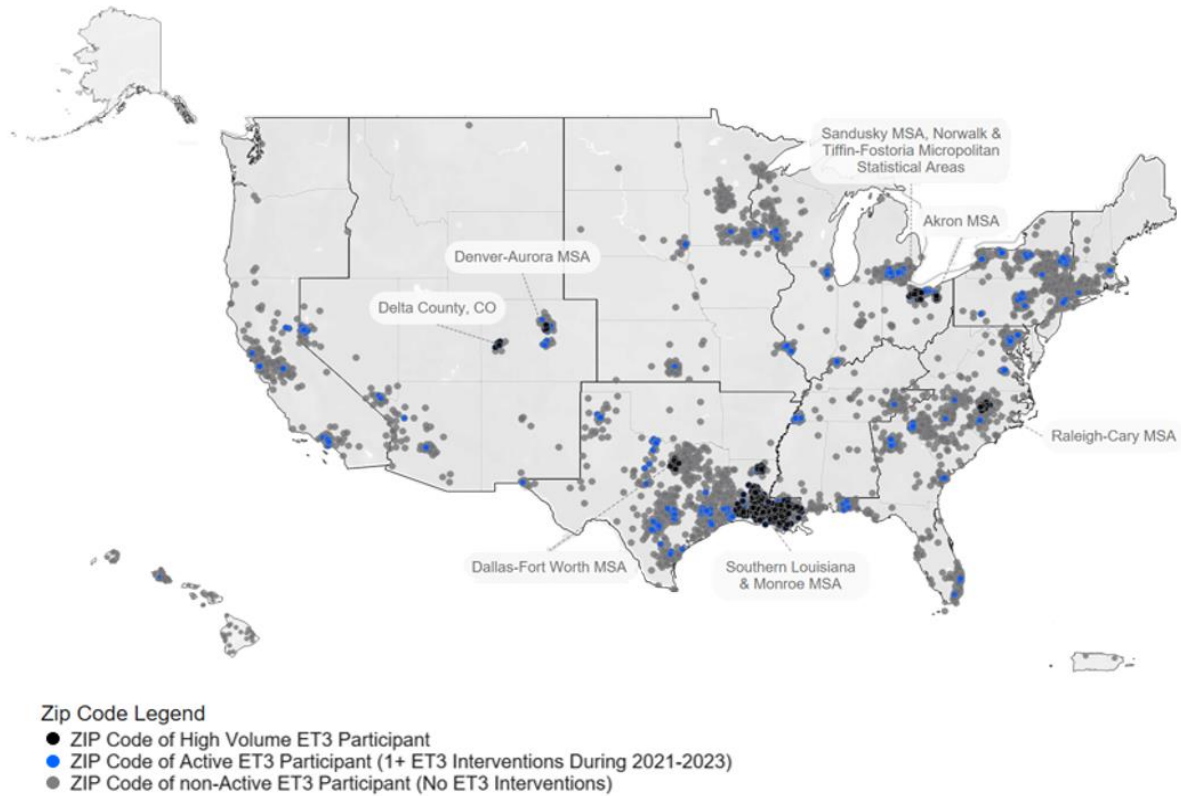 Sandusky MSA, Norwalk &
Tiffin-Fostoria Micropolitan
Statistical Areas
Akron MSA
Denver-Aurora MSA
Delta County, CO
Raleigh-Cary MSA
Dallas-Fort Worth MSA
Southern Louisiana
& Monroe MSA
Zip Code Legend
ZIP Code of High Volume ET3 Participant
ZIP Code of Active ET3 Participant (1+ ET3 Interventions During 2021-2023)
ZIP Code of non-Active ET3 Participant (No ET3 Interventions)